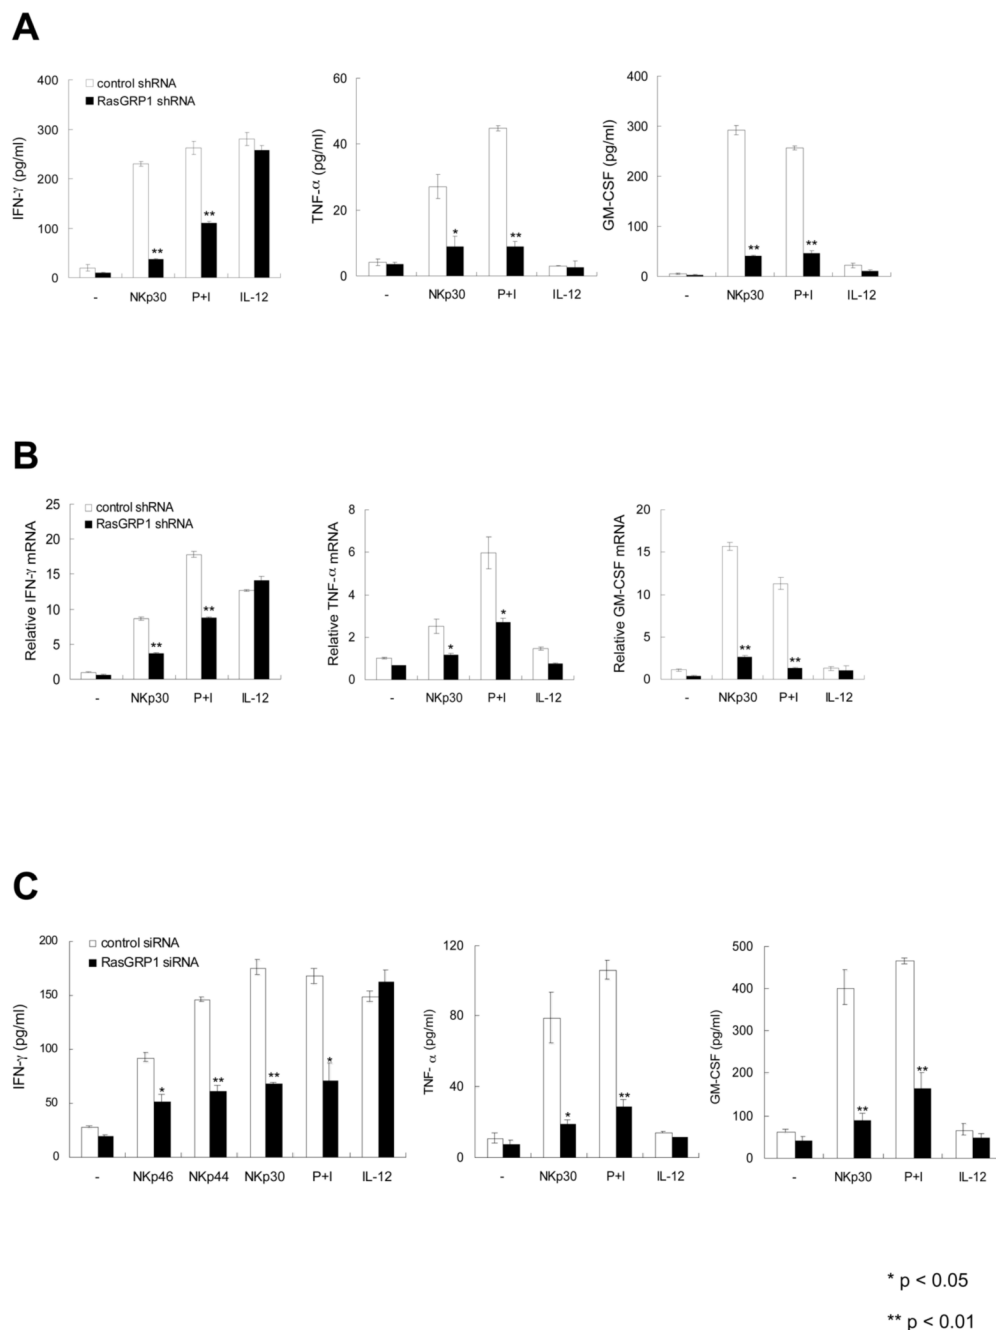 A
400
300
200
100
0
IFN-γ (pg/ml)
control shRNA
RasGRP1 shRNA
**
**
- NKp30 P+I IL-12
60
40
20
0
TNF-α (pg/ml)
*
**
- NKp30 P+I IL-12
400
300
200
100
0
GM-CSF (pg/ml)
**
**
- NKp30 P+I IL-12
B
25
20
15
10
5
0
Relative IFN-γ mRNA
control shRNA
RasGRP1 shRNA
**
**
- NKp30 P+I IL-12
8
6
4
2
0
Relative TNF-α mRNA
*
*
- NKp30 P+I IL-12
20
15
10
5
0
Relative GM-CSF mRNA
**
**
- NKp30 P+I IL-12
C
200
150
100
50
0
IFN-γ (pg/ml)
control siRNA
RasGRP1 siRNA
*
**
**
*
- NKp46 NKp44 NKp30 P+I IL-12
120
80
40
0
TNF- α (pg/ml)
*
**
- NKp30 P+I IL-12
500
400
300
200
100
0
GM-CSF (pg/ml)
**
**
- NKp30 P+I IL-12
* p < 0.05
** p < 0.01